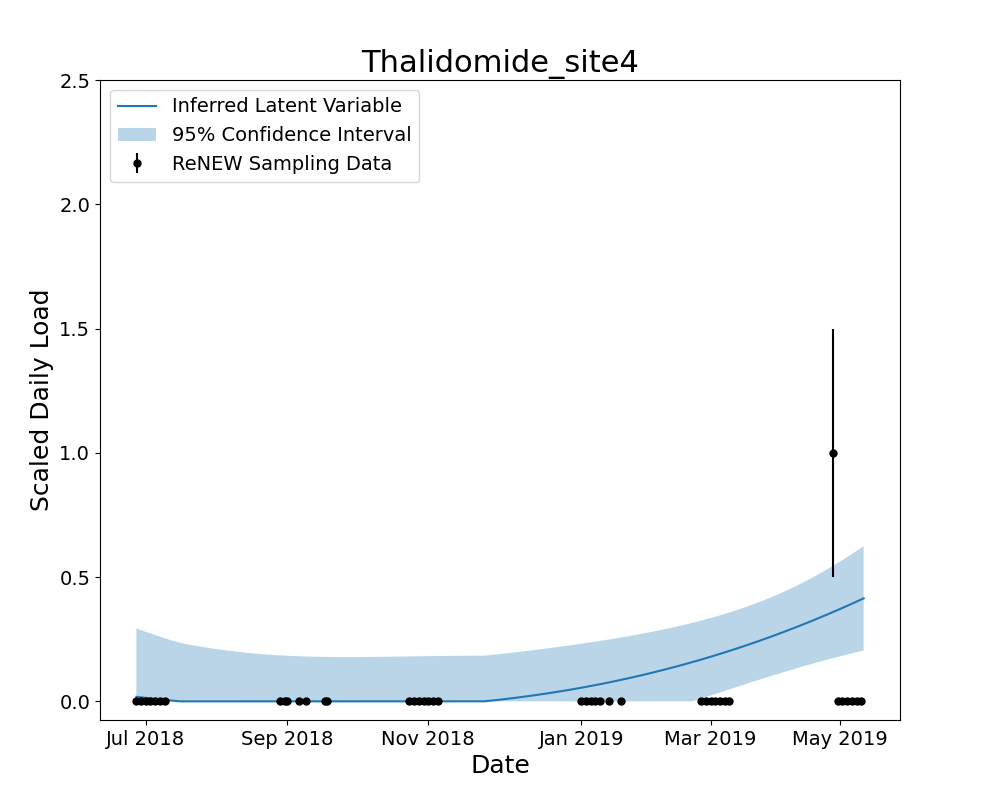 Thalidomide_site4
Inferred Latent Variable
95% Confidence Interval
ReNEW Sampling Data
2.5
2.0
1.5
1.0
0.5
0.0
Scaled Daily Load
Jul 2018 Sep 2018 Nov 2018 Jan 2019 Mar 2019 May 2019
Date